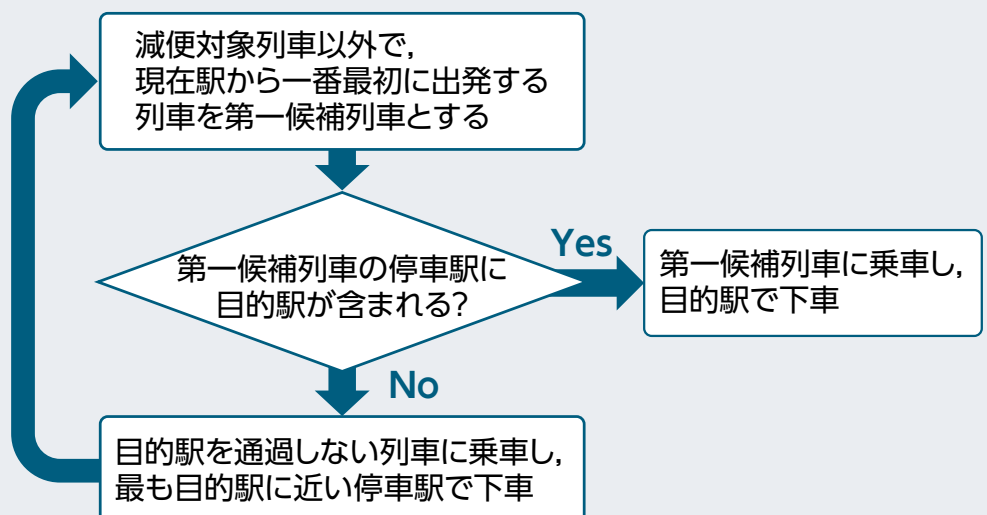 減便対象列車以外で,
現在駅から一番最初に出発する
列車を第一候補列車とする
第一候補列車の停車駅に
目的駅が含まれる?
Yes
第一候補列車に乗車し,
目的駅で下車
No
目的駅を通過しない列車に乗車し,
最も目的駅に近い停車駅で下車